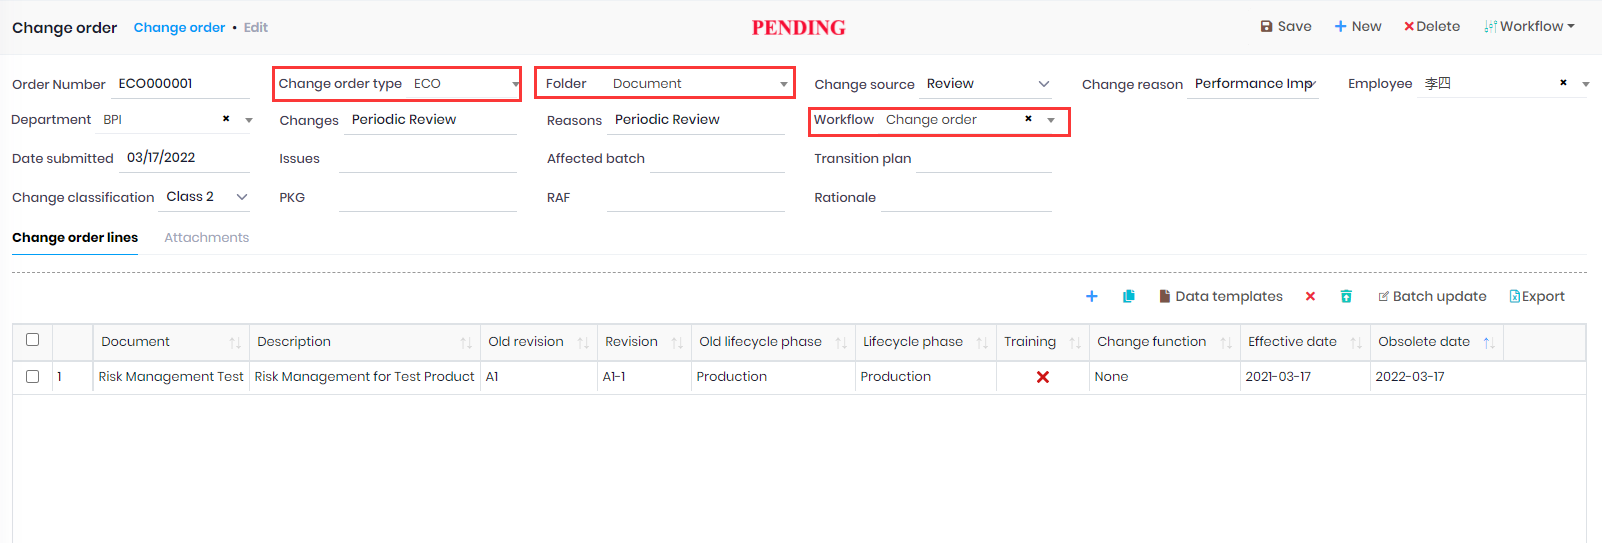 Change order Change order • Edit PENDING Save New Delete Workflow
Order Number ECO000001 Change order type ECO Folder Document Change source Review Change reason Performance Imp Employee 李四
Department BPI Changes Periodic Review Reasons Periodic Review Workflow Change order
Date submitted 03/17/2022 Issues Affected batch Transition plan
Change classification Class 2 PKG RAF Rationale
Change order lines Attachments
Data templates Batch update Export
Document Description Old revision Revision Old lifecycle phase Lifecycle phase Training Change function Effective date Obsolete date
1 Risk Management Test Risk Management for Test Product A1 A1-1 Production Production None 2021-03-17 2022-03-17